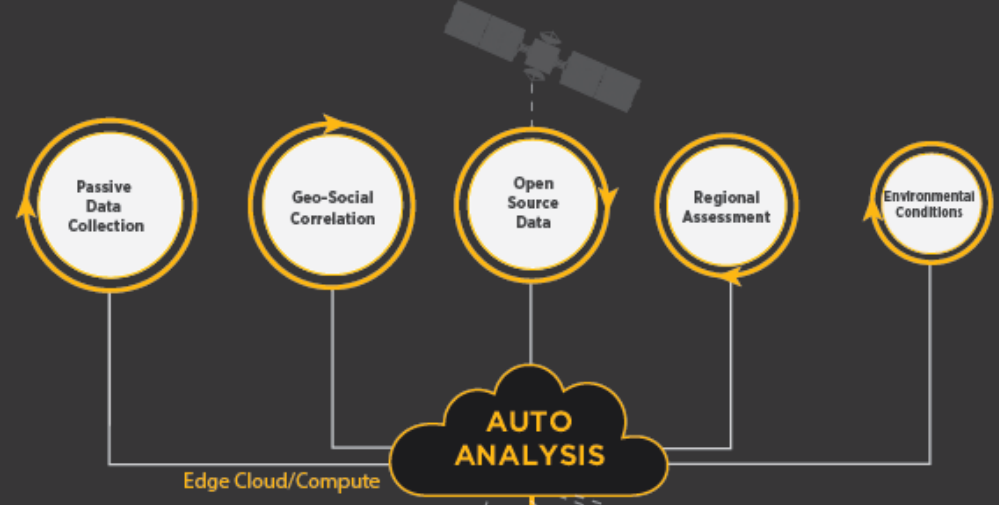 Passive
Data
Collection
Geo-Social
Correlation
Open
Source
Data
Regional
Assessment
Environmental
Conditions
AUTO
ANALYSIS
Edge Cloud/Compute